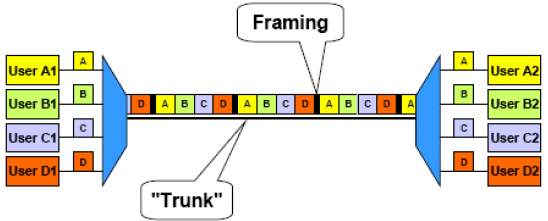 Framing
User A1 A A User A2
User B1 B B User B2
D A B C D A B C D A B C D A
User C1 C C User C2
User D1 D D User D2
"Trunk"